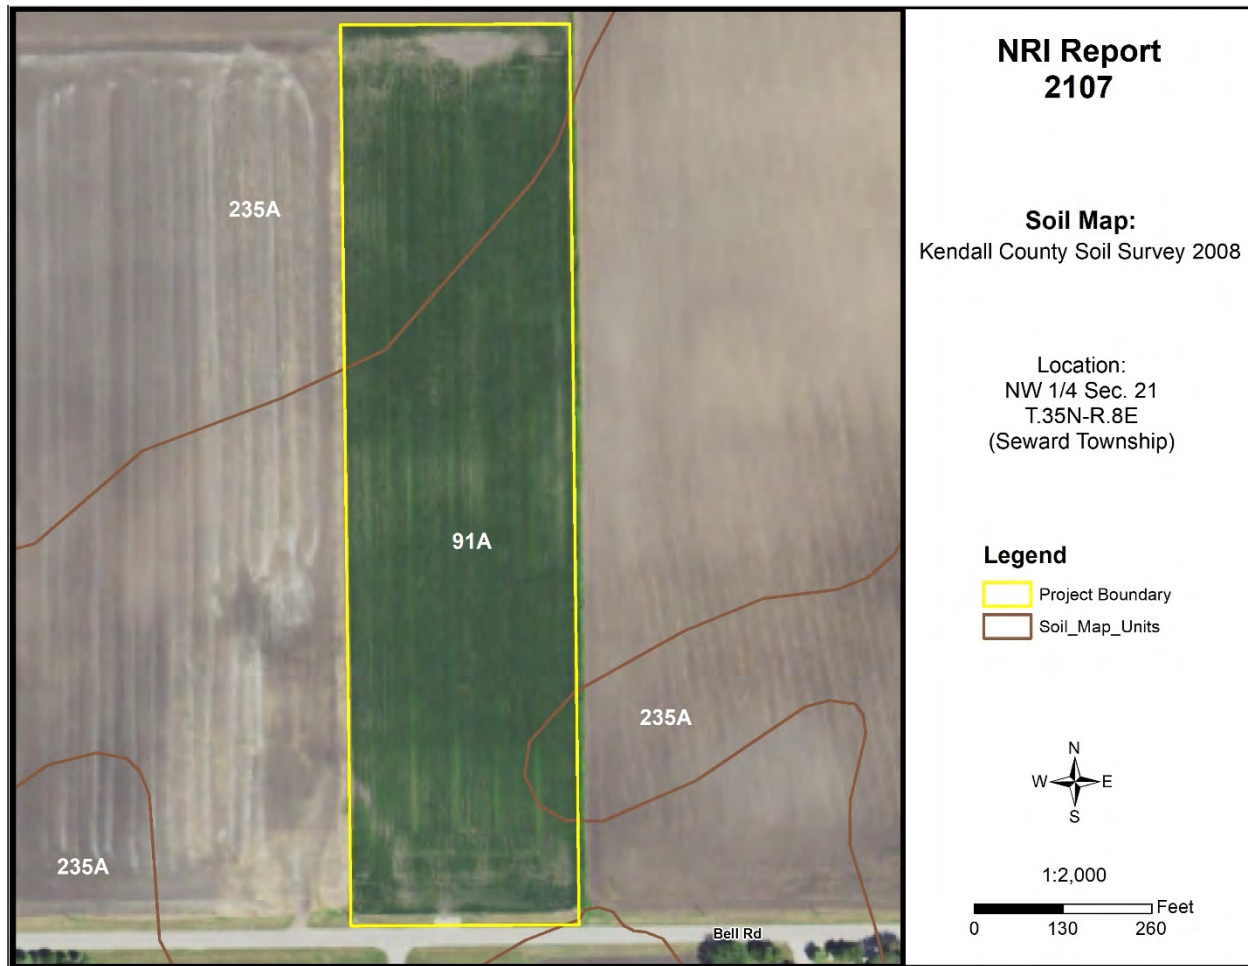 NRI Report
2107
Soil Map:
Kendall County Soil Survey 2008
Location:
NW 1/4 Sec. 21
T.35N-R.8E
(Seward Township)
Legend
Project Boundary
Soil_Map_Units
N
W E
S
1:2,000
Feet
0 130 260
235A
91A
235A
235A
Bell Rd